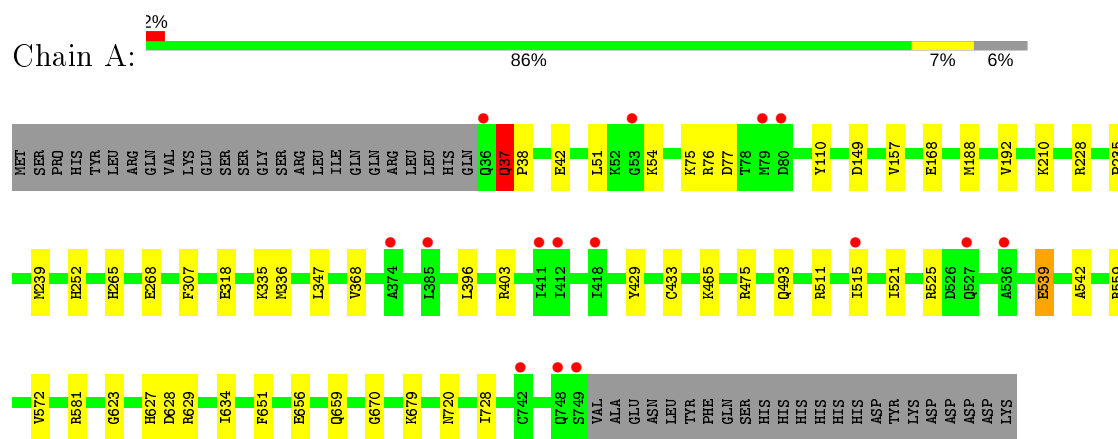 2%
Chain A:
86% 7% 6%
MET SER PRO HIS TYR LEU ARG GLN VAL LYS GLU SER SER GLY SER ARG LEU ILE GLN GLN ARG LEU LEU HIS GLN Q36 Q37 P38 E42 L51 K52 G53 K54 K75 R76 D77 T78 M79 D80 Y110 D149 V157 E168 M188 V192 K210 R228
M239 H252 H265 E268 F307 E318 K335 M336 L347 V368 A374 L385 L396 R403 I411 I412 I418 Y429 C433 K465 R475 Q493 R511 I515 I521 R525 D526 Q527 A536 E539 A542
V572 R581 G623 H627 D628 R629 I634 F651 E656 Q659 G670 K679 N720 I728 C742 Q748 S749 VAL ALA GLU ASN LEU TYR PHE GLN SER HIS HIS HIS HIS HIS HIS ASP TYR LYS ASP ASP ASP ASP LYS